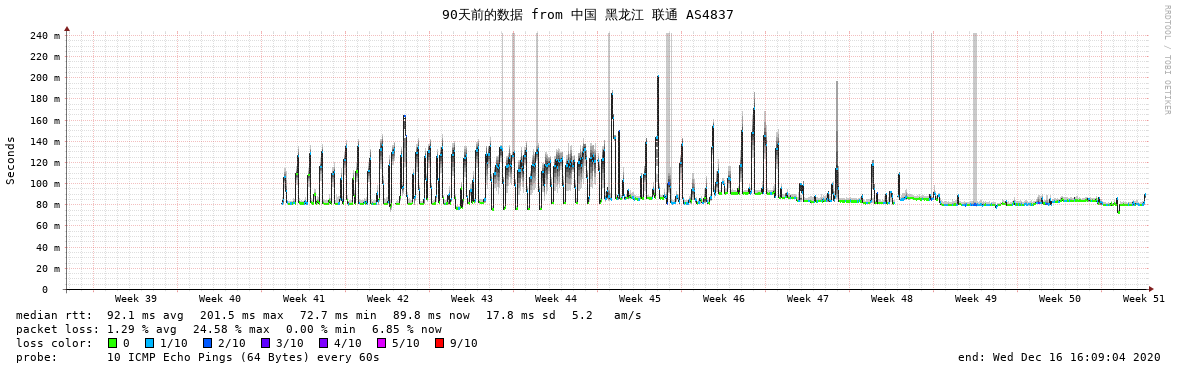 90天前的数据 from 中国 黑龙江 联通 AS4837
RRDTOOL / TOBI OETIKER
Seconds
240 m
220 m
200 m
180 m
160 m
140 m
120 m
100 m
80 m
60 m
40 m
20 m
0
Week 39 Week 40 Week 41 Week 42 Week 43 Week 44 Week 45 Week 46 Week 47 Week 48 Week 49 Week 50 Week 51
median rtt: 92.1 ms avg 201.5 ms max 72.7 ms min 89.8 ms now 17.8 ms sd 5.2 am/s
packet loss: 1.29 % avg 24.58 % max 0.00 % min 6.85 % now
loss color: 0 1/10 2/10 3/10 4/10 5/10 9/10
probe: 10 ICMP Echo Pings (64 Bytes) every 60s end: Wed Dec 16 16:09:04 2020